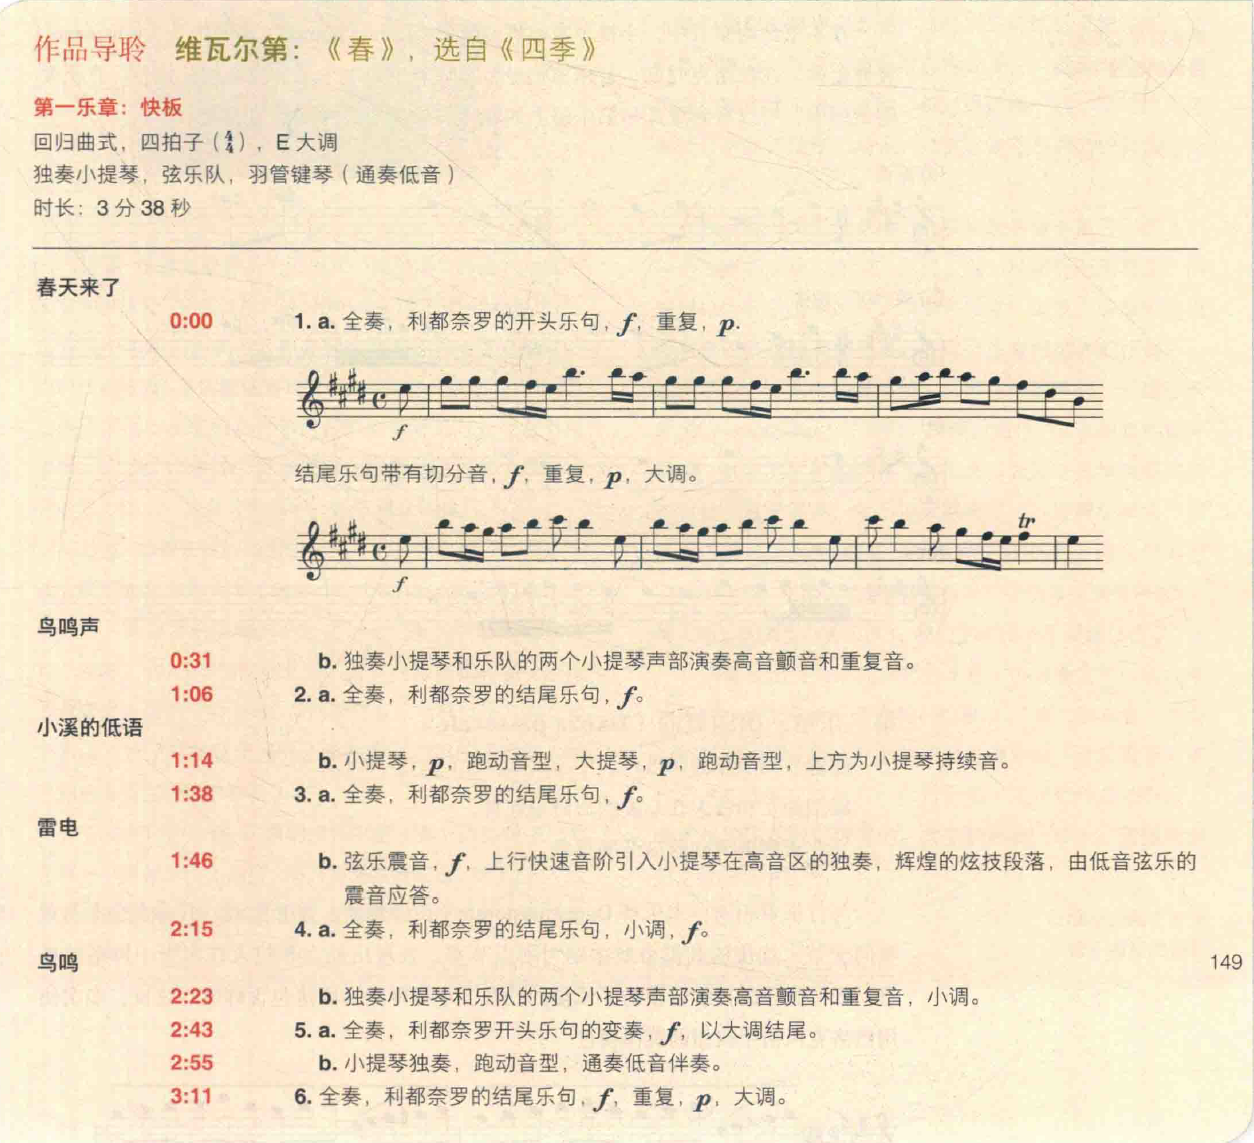 作品导聆 维瓦尔第：《春》，选自《四季》
第一乐章：快板
回归曲式，四拍子（4/4），E 大调
独奏小提琴，弦乐队，羽管键琴（通奏低音）
时长：3 分 38 秒
春天来了
0:00 1. a. 全奏，利都奈罗的开头乐句，f，重复，p.
f
结尾乐句带有切分音，f，重复，p，大调。
tr
f
鸟鸣声
0:31 b. 独奏小提琴和乐队的两个小提琴声部演奏高音颤音和重复音。
1:06 2. a. 全奏，利都奈罗的结尾乐句，f。
小溪的低语
1:14 b. 小提琴，p，跑动音型，大提琴，p，跑动音型，上方为小提琴持续音。
1:38 3. a. 全奏，利都奈罗的结尾乐句，f。
雷电
1:46 b. 弦乐震音，f，上行快速音阶引入小提琴在高音区的独奏，辉煌的炫技段落，由低音弦乐的
震音应答。
2:15 4. a. 全奏，利都奈罗的结尾乐句，小调，f。
鸟鸣
149
2:23 b. 独奏小提琴和乐队的两个小提琴声部演奏高音颤音和重复音，小调。
2:43 5. a. 全奏，利都奈罗开头乐句的变奏，f，以大调结尾。
2:55 b. 小提琴独奏，跑动音型，通奏低音伴奏。
3:11 6. 全奏，利都奈罗的结尾乐句，f，重复，p，大调。